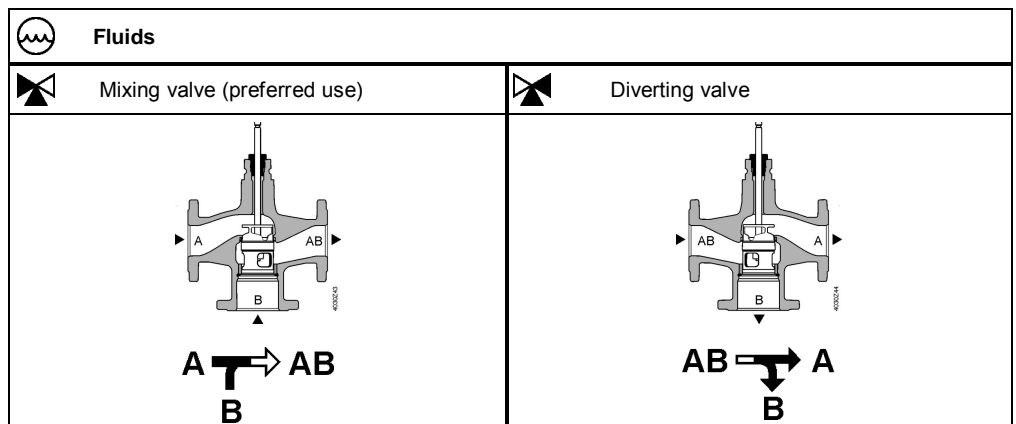 Fluids
Mixing valve (preferred use)
Diverting valve
A
AB
B
4030Z43
AB
A
B
4030Z44
A AB
B
AB A
B